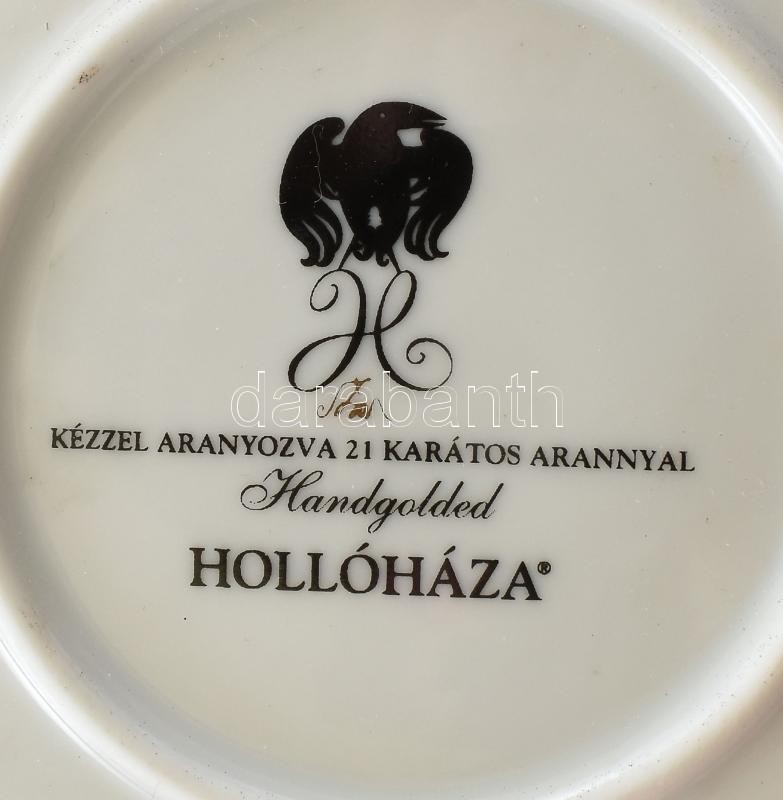 H
darabanth
KÉZZEL ARANYOZVA 21 KARÁTOS ARANNYAL
Handgolded
HOLLÓHÁZA®